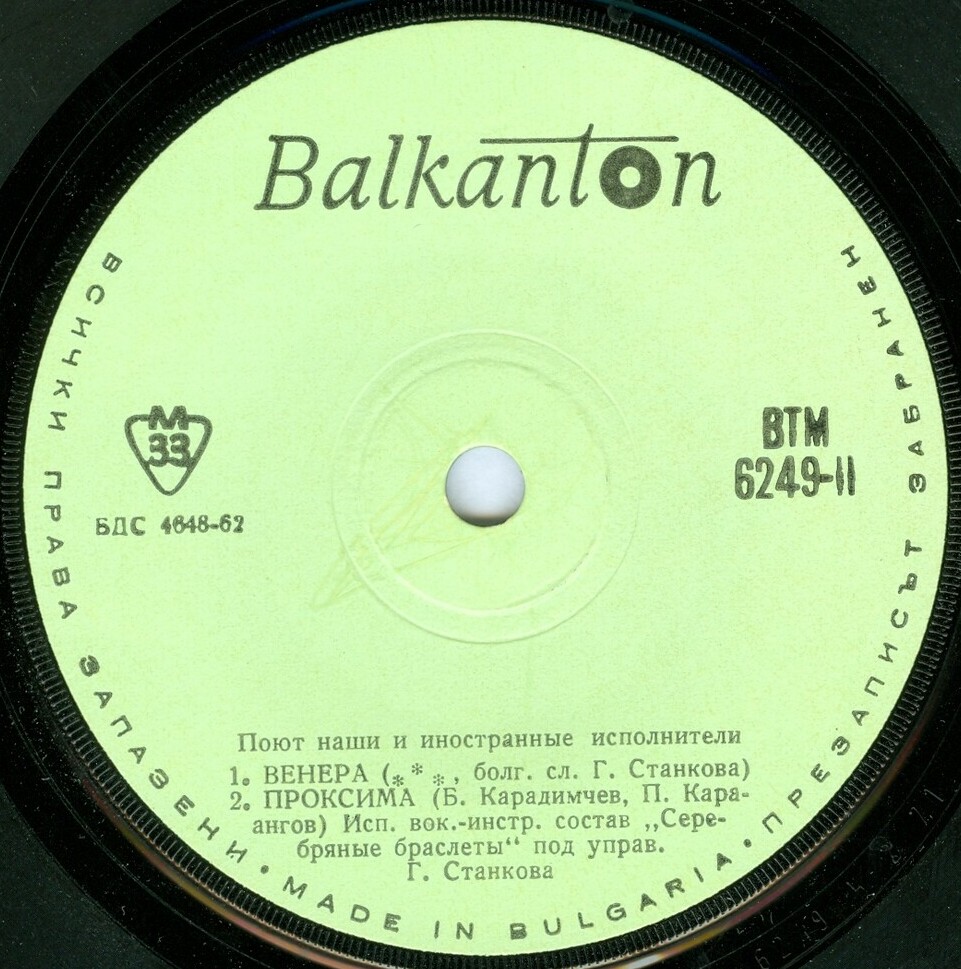 Balkanton
ВСИЧКИ ПРАВА ЗАПАЗЕНИ • MADE IN BULGARIA • ПРЕЗАПИСЪТ ЗАБРАНЕН
М
33
БДС 4648-62
ВТМ
6249-II
Поют наши и иностранные исполнители
1. ВЕНЕРА (***, болг. сл. Г. Станкова)
2. ПРОКСИМА (Б. Карадимчев, П. Кара-
ангов) Исп. вок.-инстр. состав „Сере-
бряные браслеты“ под управ.
Г. Станкова